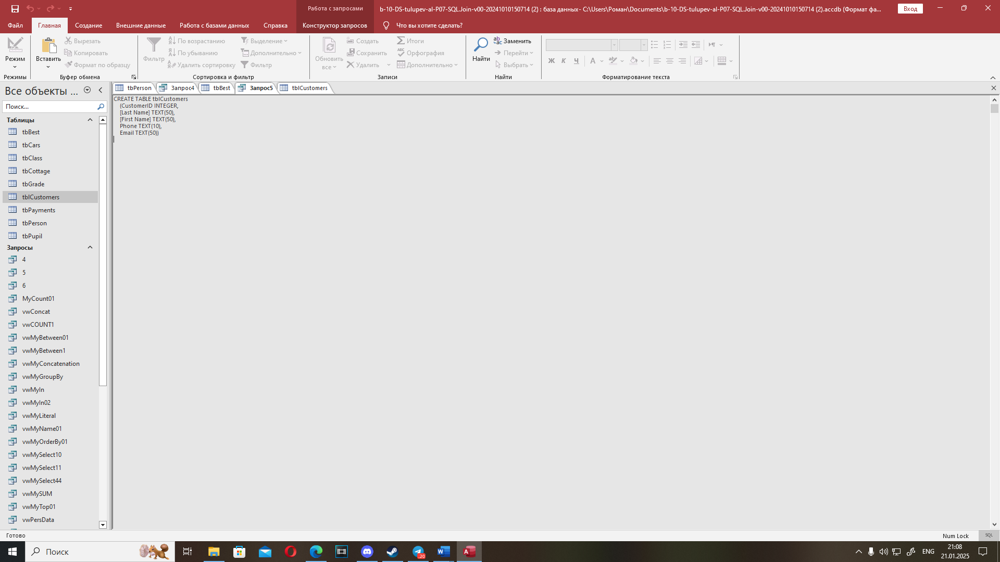 Работа с запросами
b-10-DS-tulupev-al-P07-SQL.Join-v00-20241010150714 (2) : база данных- C:\Users\Роман\Documents\b-10-DS-tulupev-al-P07-SQL.Join-v00-20241010150714 (2).accdb (Формат фа...
Вход
Файл
Главная
Создание
Внешние данные
Работа с базами данных
Справка
Конструктор запросов
Что вы хотите сделать?
Режим
Режимы
Вставить
Вырезать
Копировать
Формат по образцу
Буфер обмена
Фильтр
По возрастанию
По убыванию
Удалить сортировку
Выделение
Дополнительно
Фильтр
Сортировка и фильтр
Обновить
все
Создать
Сохранить
Удалить
Итоги
Орфография
Дополнительно
Записи
Найти
Заменить
Перейти
Выбрать
Найти
Ж К Ч
Форматирование текста
Все объекты ...
Поиск...
Таблицы
tbBest
tbCars
tbClass
tbCottage
tbGrade
tblCustomers
tbPayments
tbPerson
tbPupil
Запросы
4
5
6
MyCount01
vwConcat
vwCOUNT1
vwMyBetween01
vwMyBetween1
vwMyConcatenation
vwMyGroupBy
vwMyIn
vwMyIn02
vwMyLiteral
vwMyName01
vwMyOrderBy01
vwMySelect10
vwMySelect11
vwMySelect44
vwMySUM
vwMyTop01
vwPersData
tbPerson
Запрос4
tbBest
Запрос5
tblCustomers
CREATE TABLE tblCustomers
(CustomerID INTEGER,
[Last Name] TEXT(50),
[First Name] TEXT(50),
Phone TEXT(10),
Email TEXT(50))
Готово
Num Lock
SQL
Поиск
20
ENG
21:08
21.01.2025